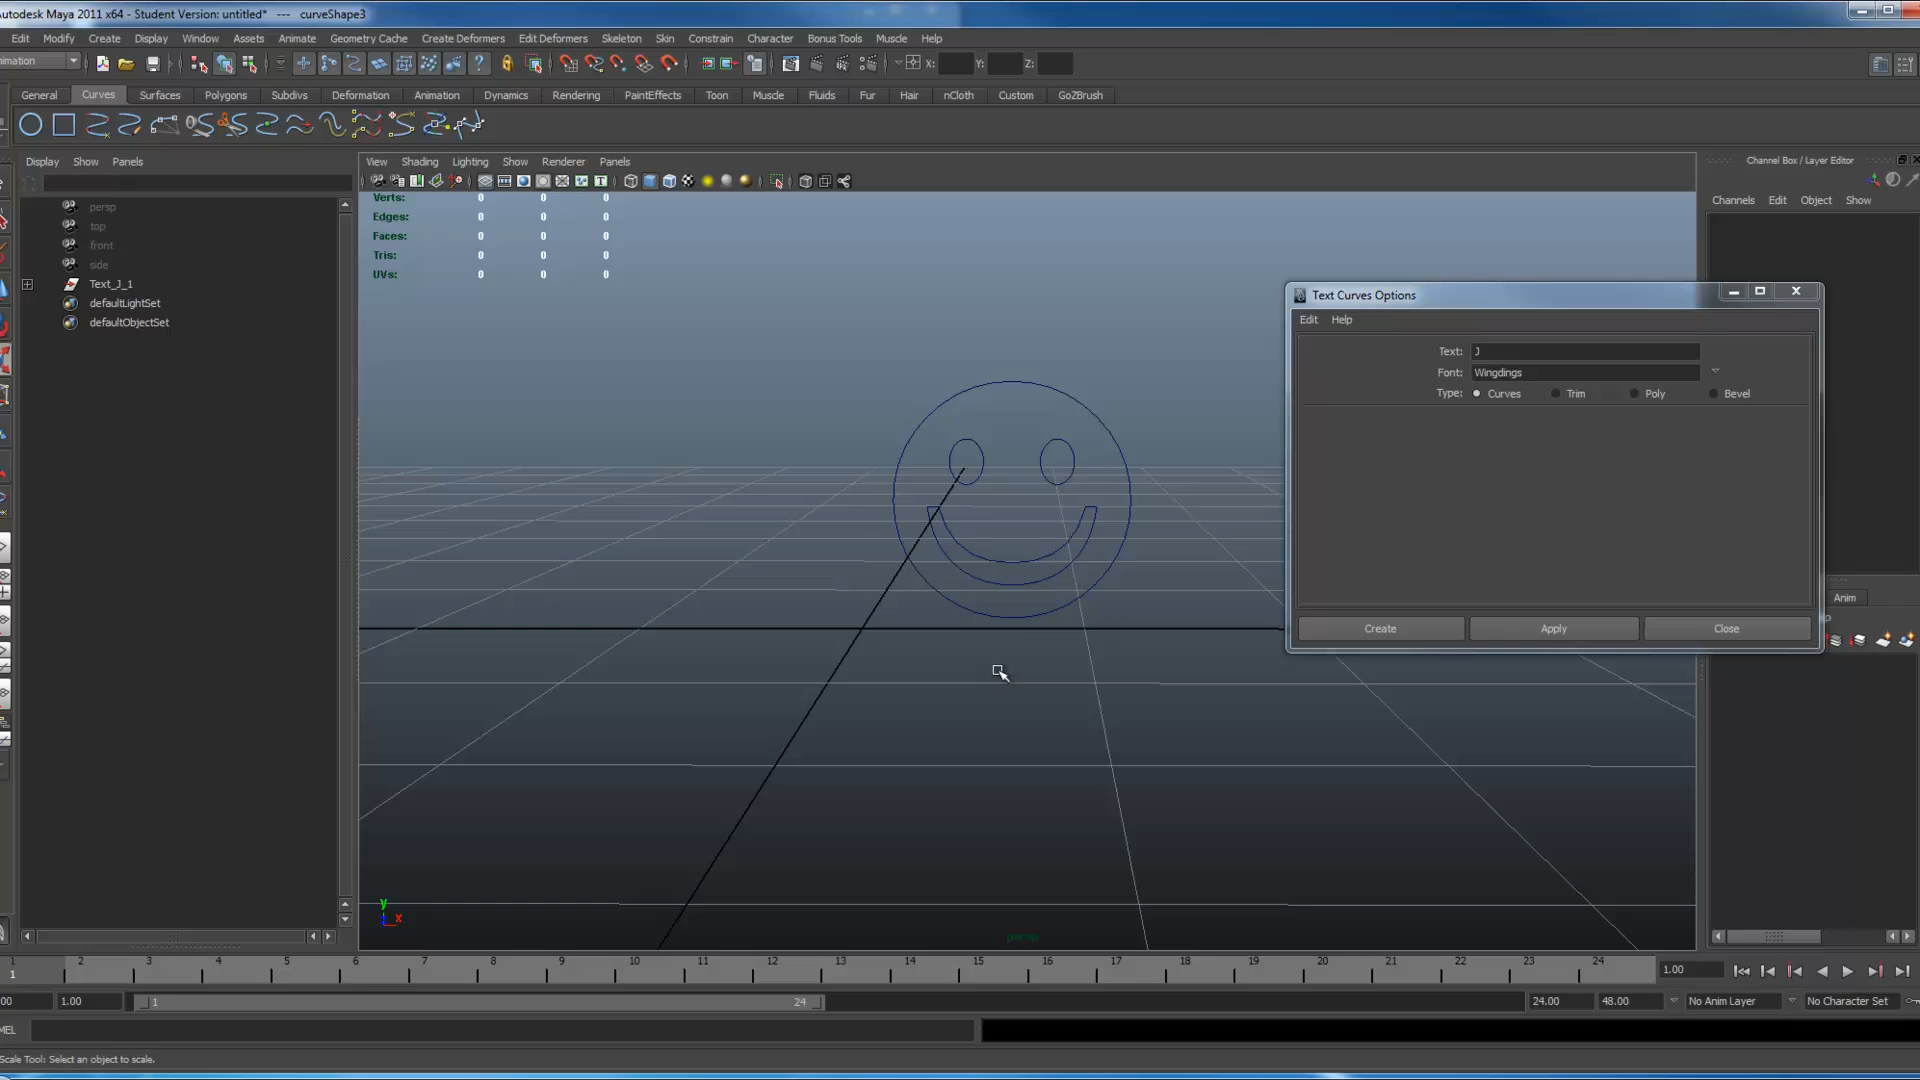 Autodesk Maya 2011 x64 - Student Version: untitled* --- curveShape3
Edit Modify Create Display Window Assets Animate Geometry Cache Create Deformers Edit Deformers Skeleton Skin Constrain Character Bonus Tools Muscle Help
X: Y: Z:
General Curves Surfaces Polygons Subdivs Deformation Animation Dynamics Rendering PaintEffects Toon Muscle Fluids Fur Hair nCloth Custom GoZBrush
Display Show Panels
View Shading Lighting Show Renderer Panels
Channel Box / Layer Editor
Channels Edit Object Show
persp
top
front
side
Text_J_1
defaultLightSet
defaultObjectSet
Verts: 0 0 0
Edges: 0 0 0
Faces: 0 0 0
Tris: 0 0 0
UVs: 0 0 0
Text Curves Options
Edit Help
Text: J
Font: Wingdings
Type: Curves Trim Poly Bevel
Create Apply Close
Anim
y
x
persp
1 2 3 4 5 6 7 8 9 10 11 12 13 14 15 16 17 18 19 20 21 22 23 24
1 1.00
00 1.00 1 24 24.00 48.00 No Anim Layer No Character Set
MEL
Scale Tool: Select an object to scale.